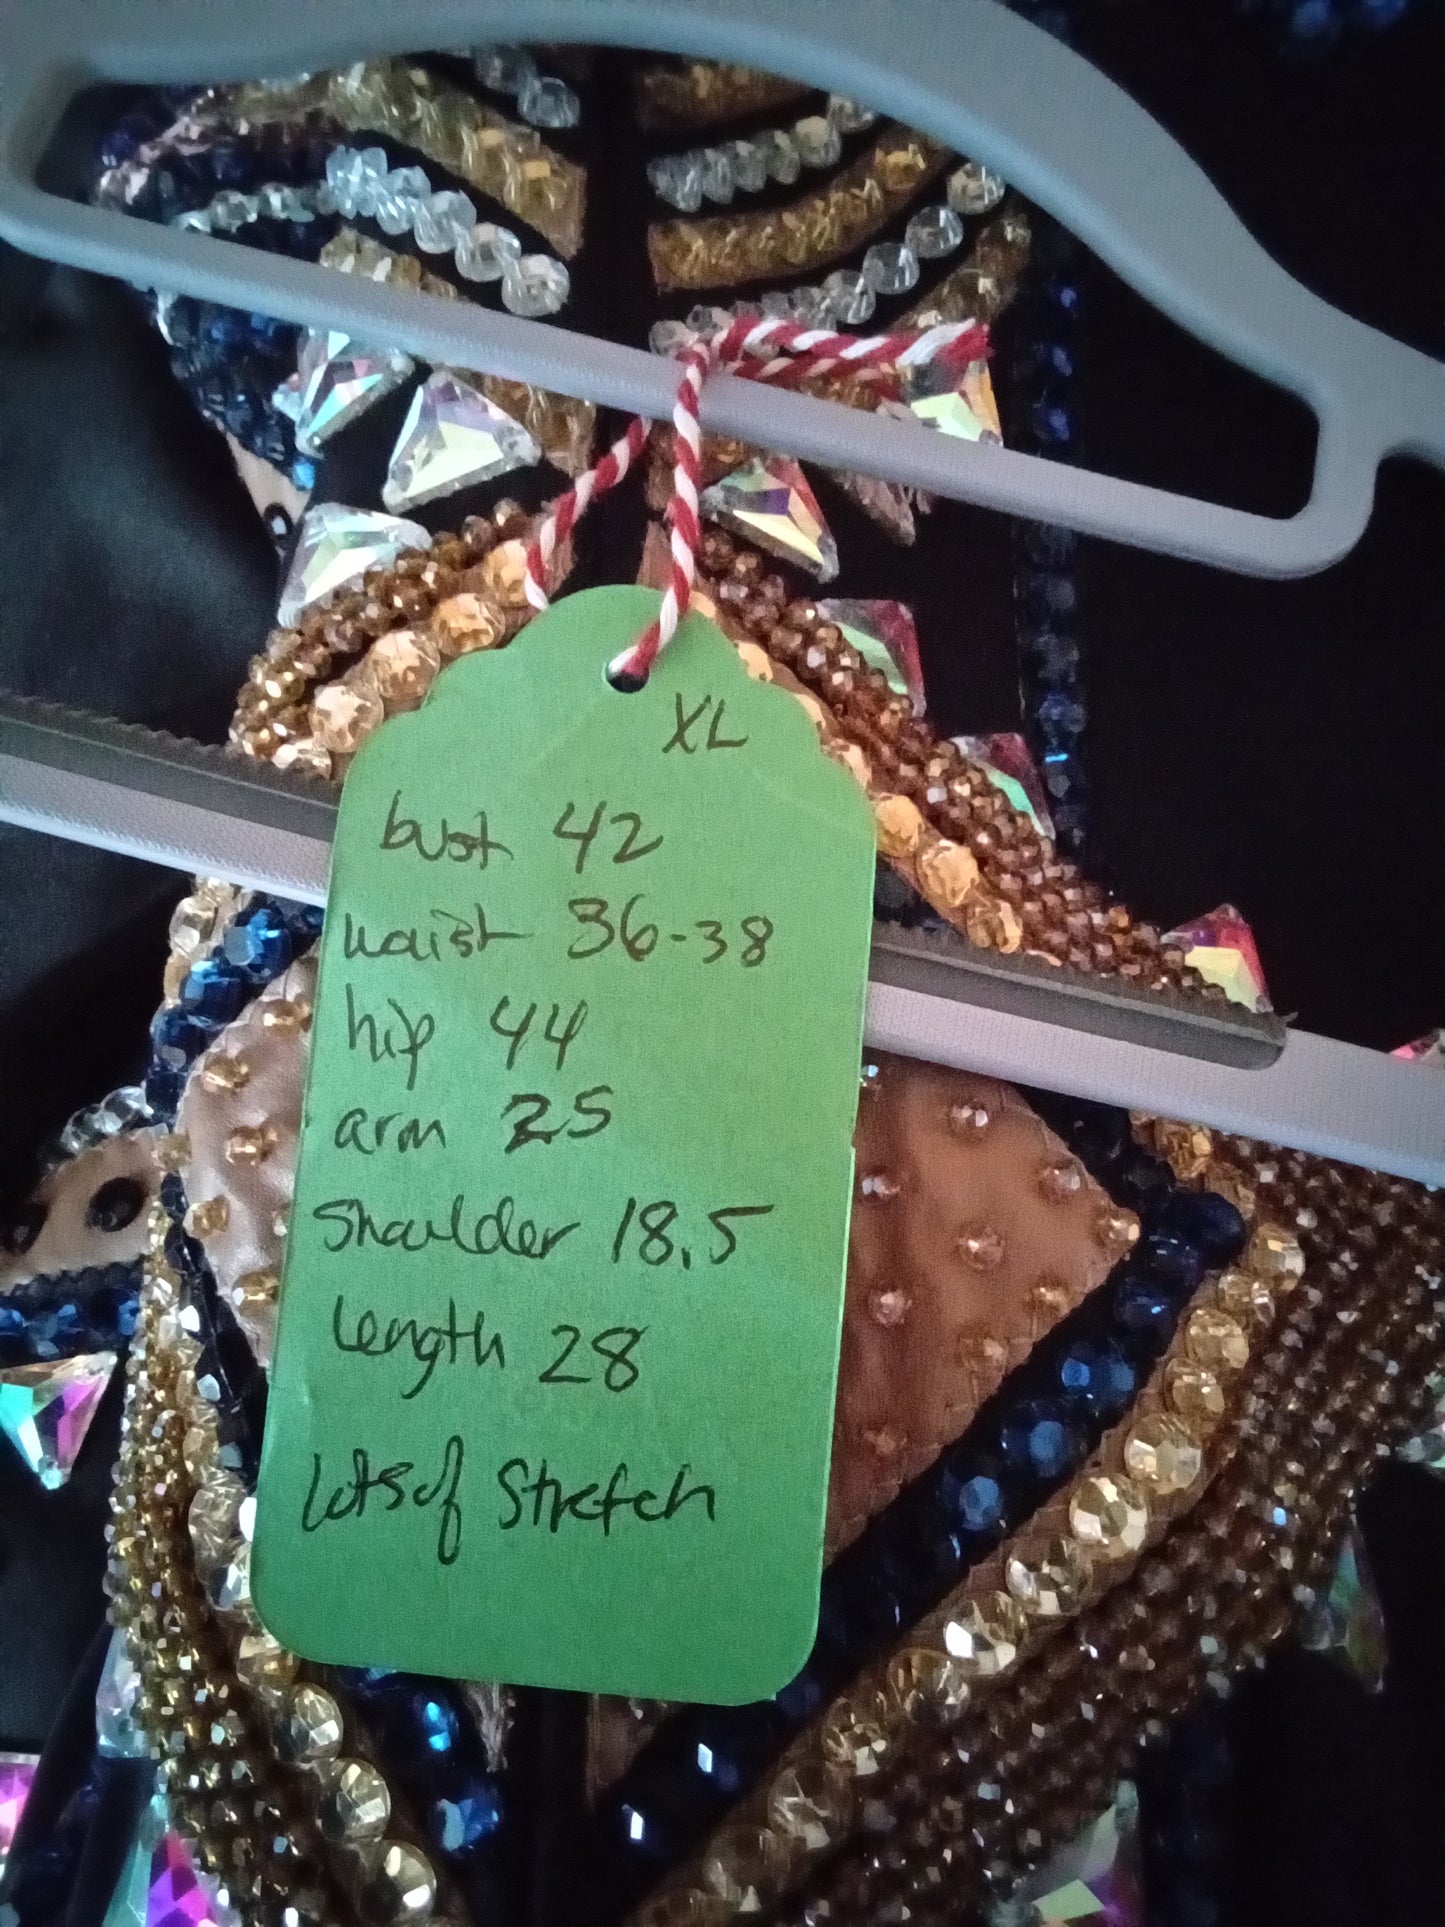 XL
bust 42
waist 36-38
hip 44
arm 25
Shoulder 18.5
Length 28
Lots of Stretch